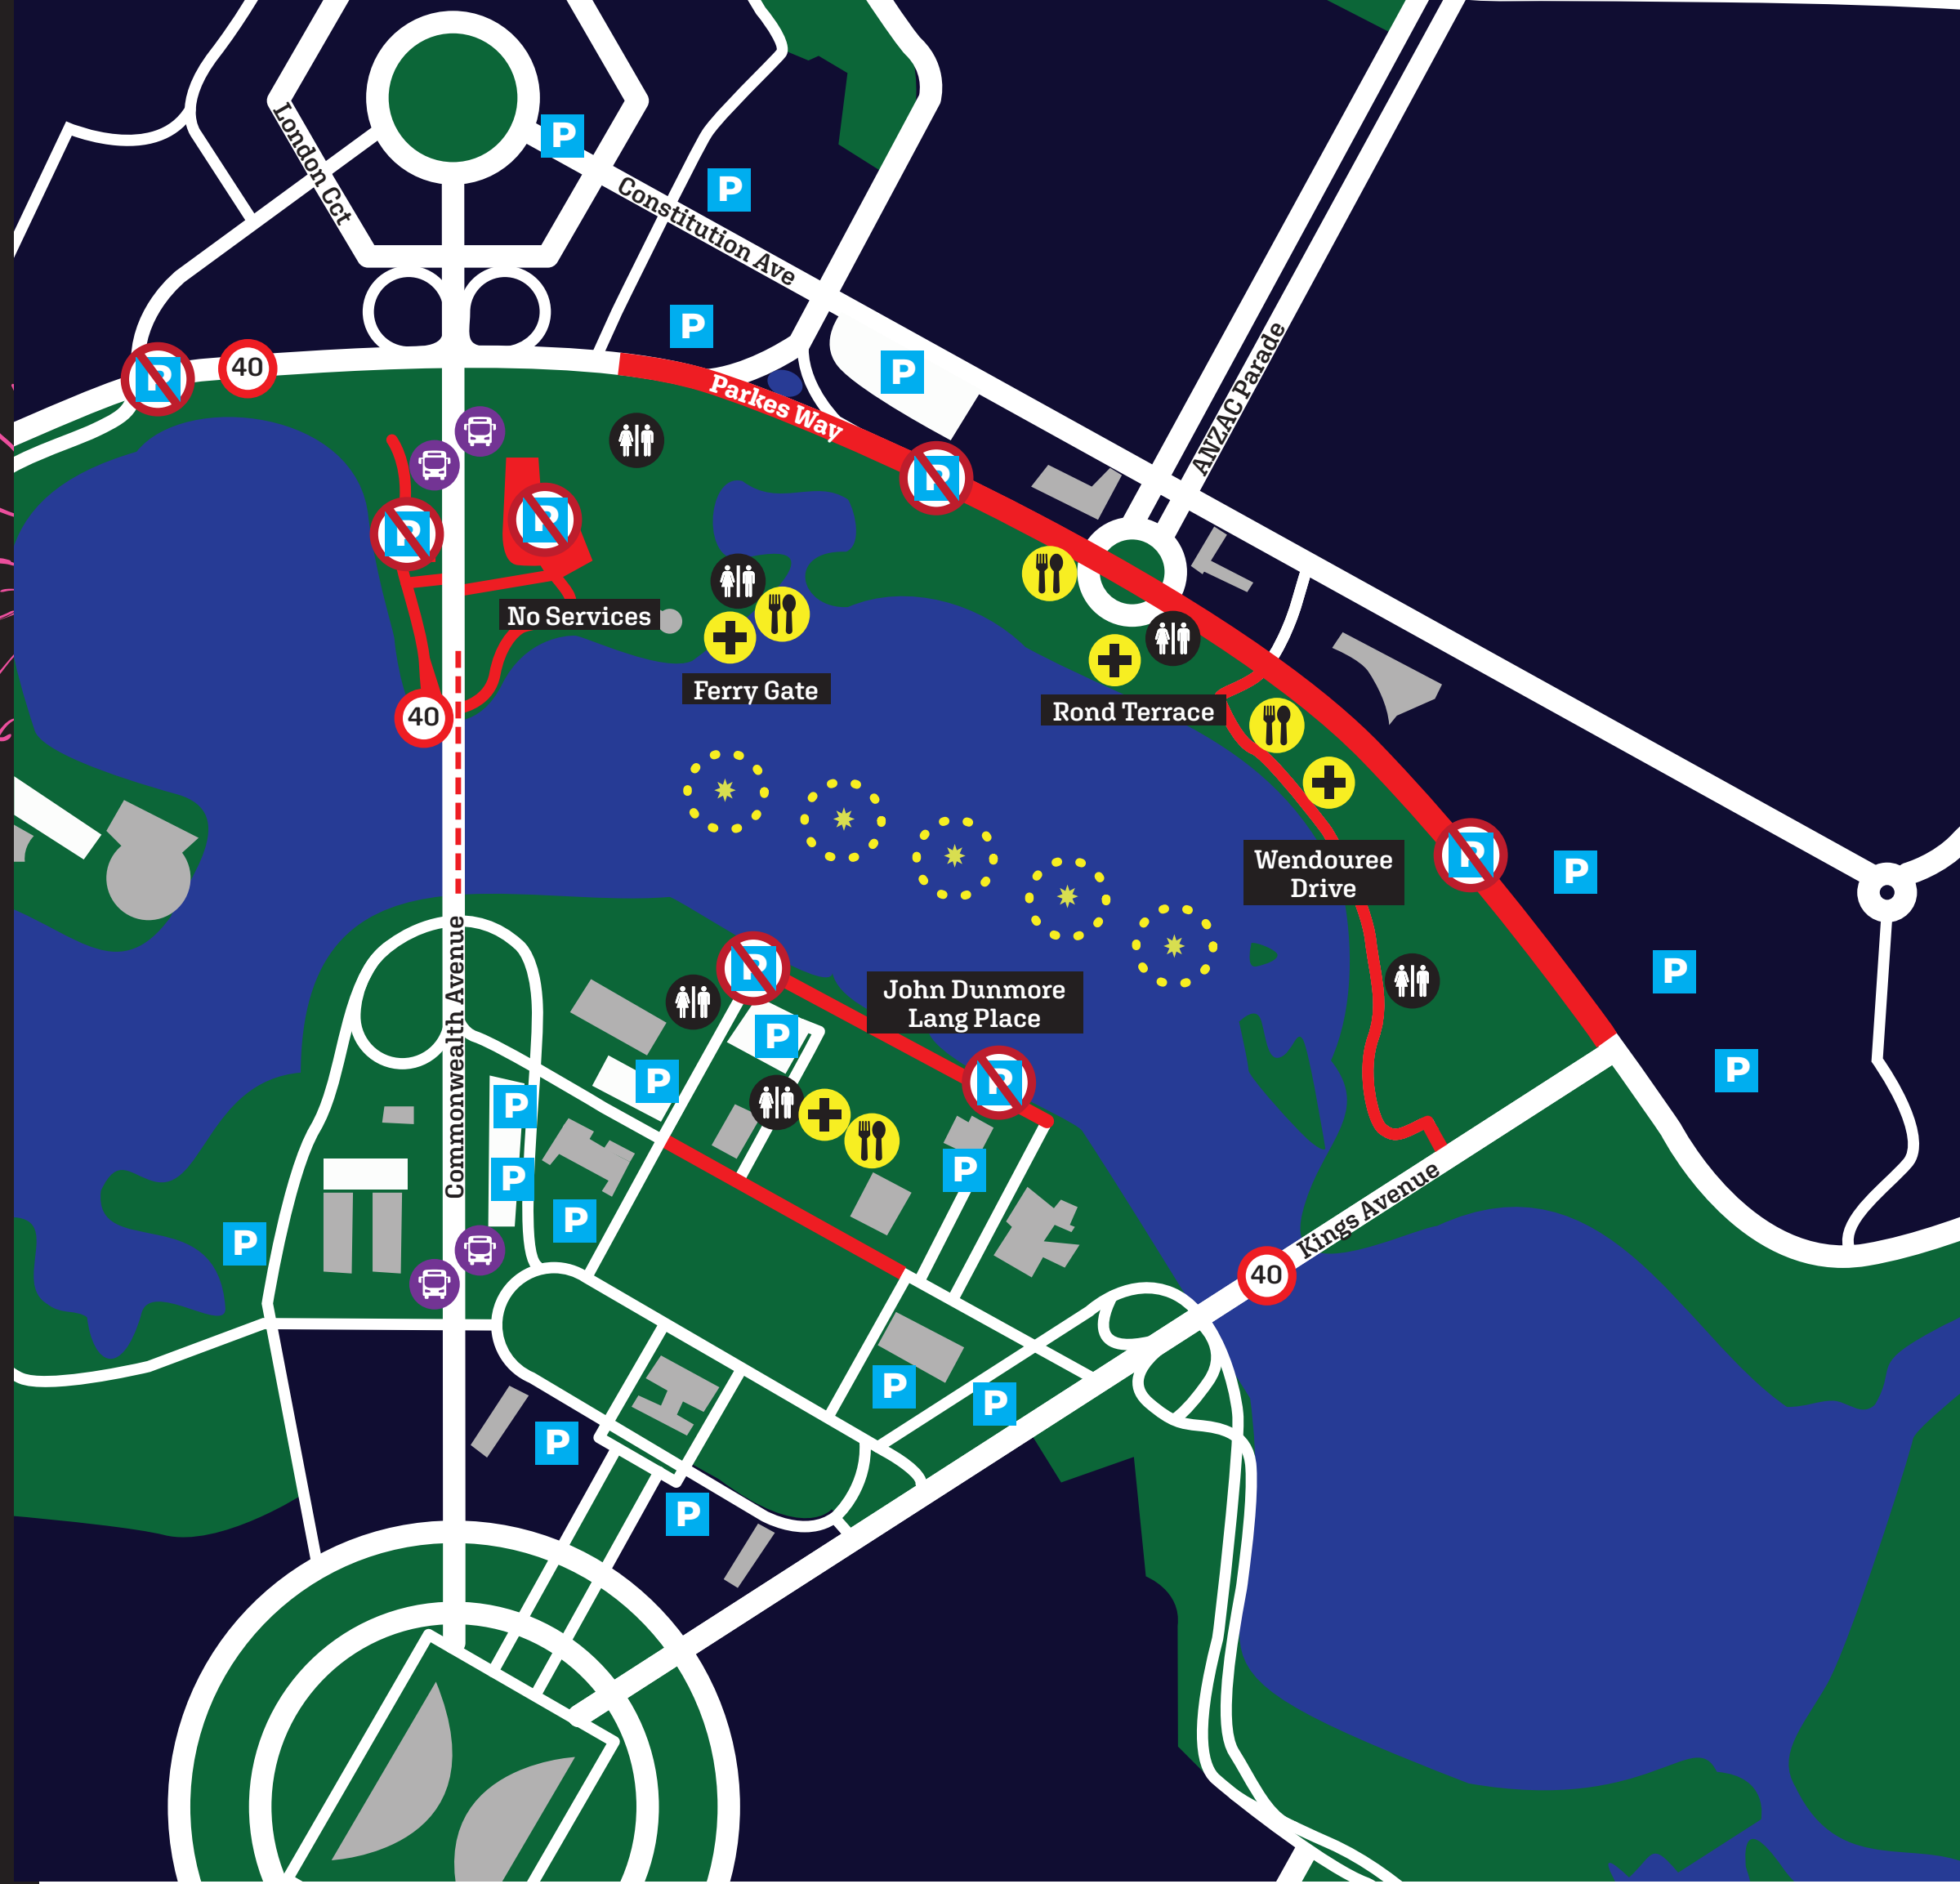 P
London Cct
P
Constitution Ave
P
P
ANZAC Parade
P
40
P
Parkes Way
P
P
P
No Services
Ferry Gate
Rond Terrace
40
Wendouree
Drive
P
P
P
P
Commonwealth Avenue
P
John Dunmore
Lang Place
P
P
P
P
P
P
P
P
P
Kings Avenue
40
P
P
P
P